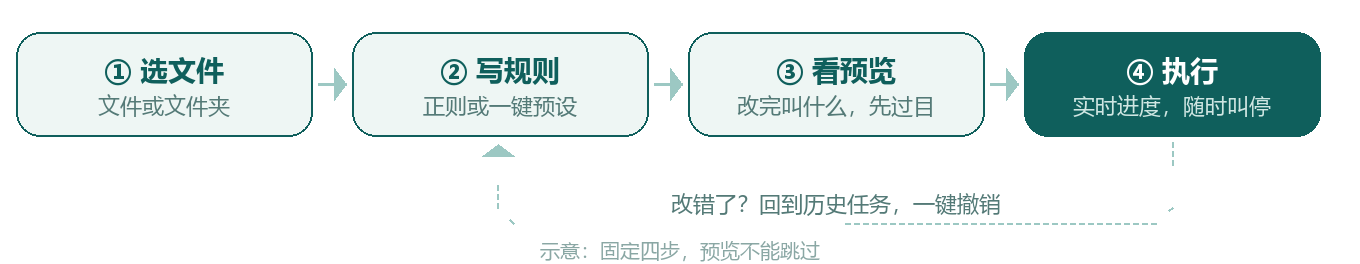 ① 选文件
文件或文件夹
② 写规则
正则或一键预设
③ 看预览
改完叫什么，先过目
④ 执行
实时进度，随时叫停
改错了？回到历史任务，一键撤销
示意：固定四步，预览不能跳过